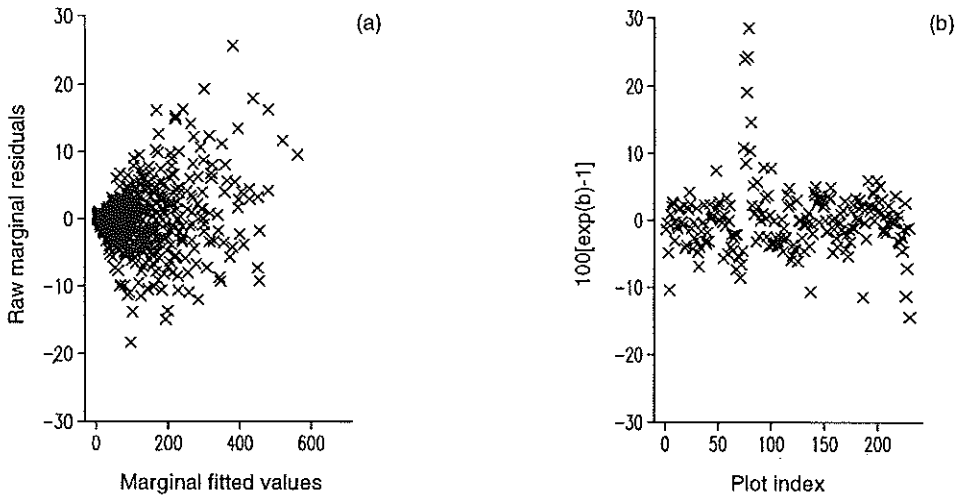 (a)
30
20
10
0
−10
−20
−30
0 200 400 600
Raw marginal residuals
Marginal fitted values
(b)
30
20
10
0
−10
−20
−30
0 50 100 150 200
100[exp(b)-1]
Plot index